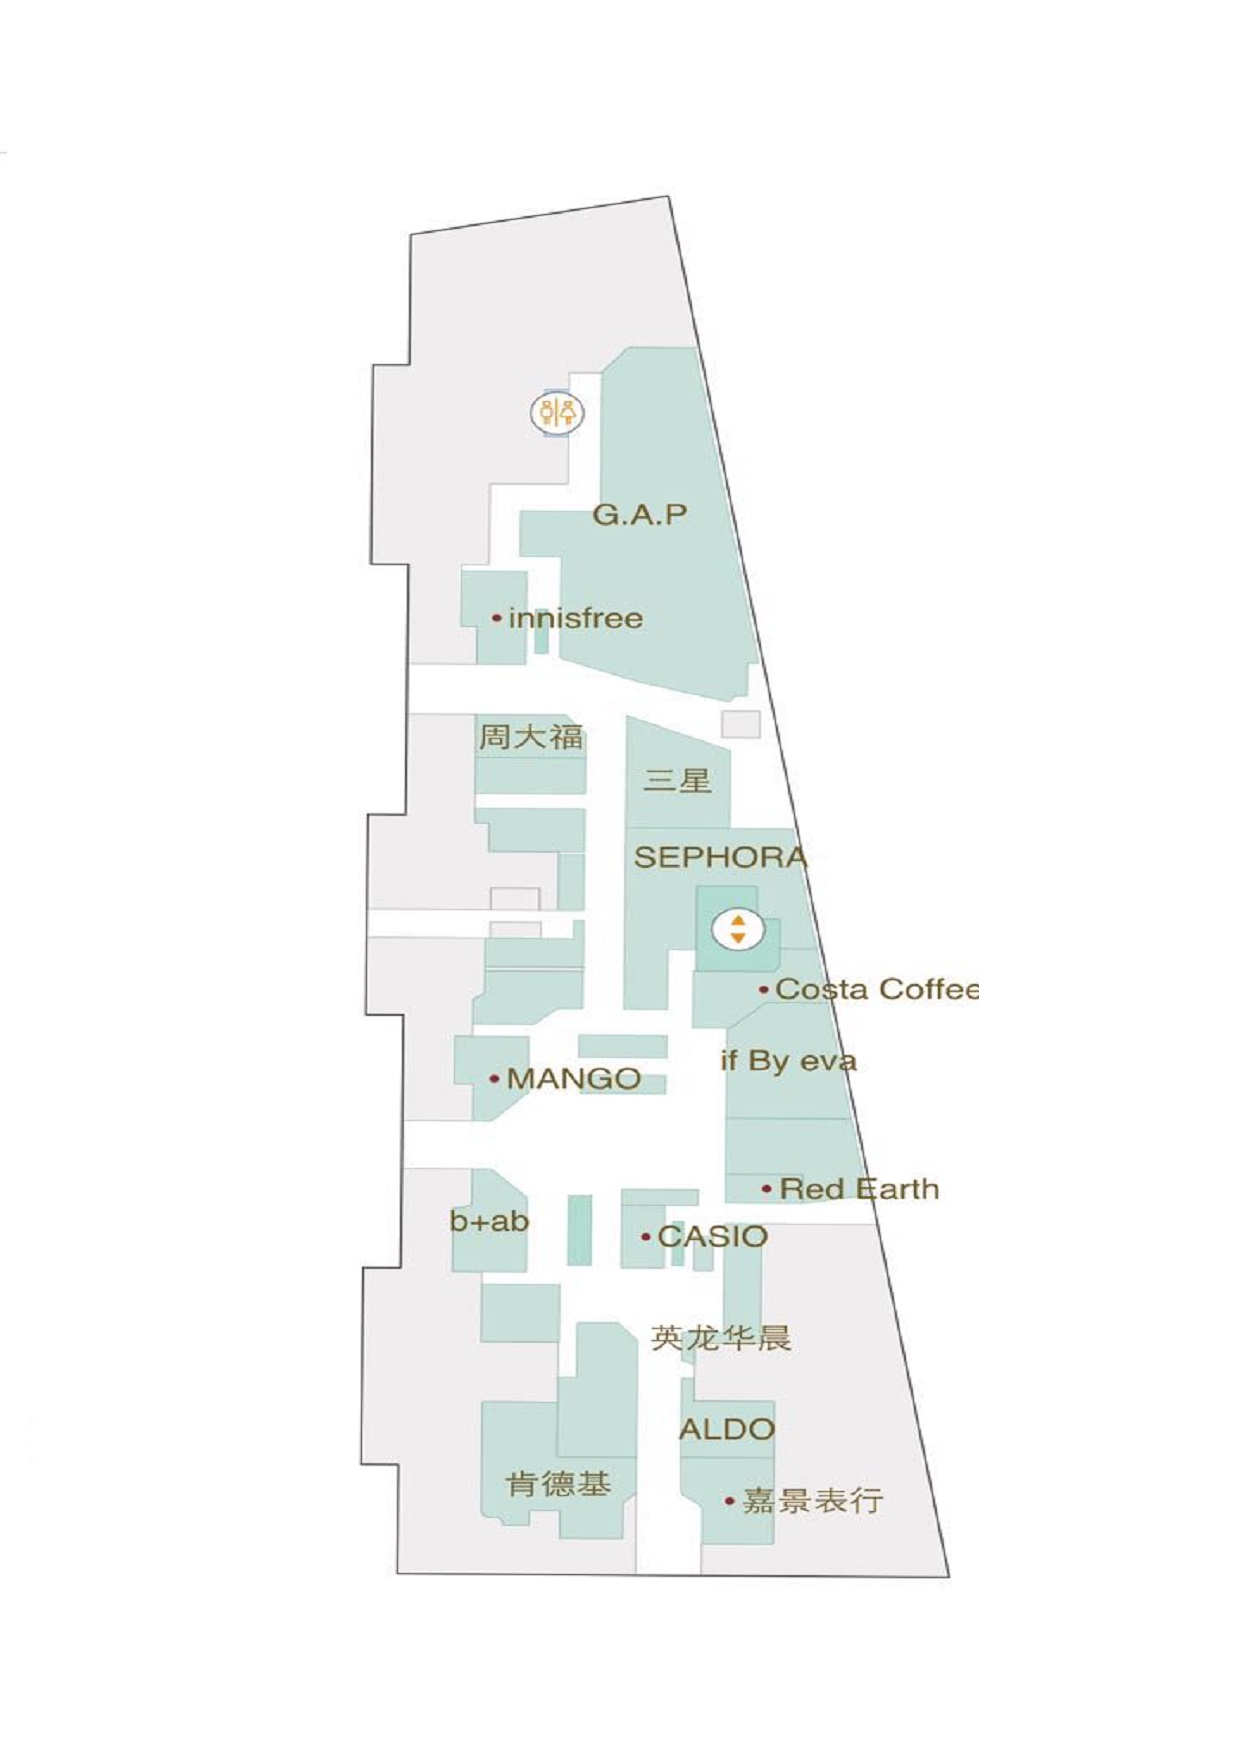 G.A.P
innisfree
周大福
三星
SEPHORA
Costa Coffee
if By eva
MANGO
Red Earth
b+ab
CASIO
英龙华晨
ALDO
肯德基
嘉景表行